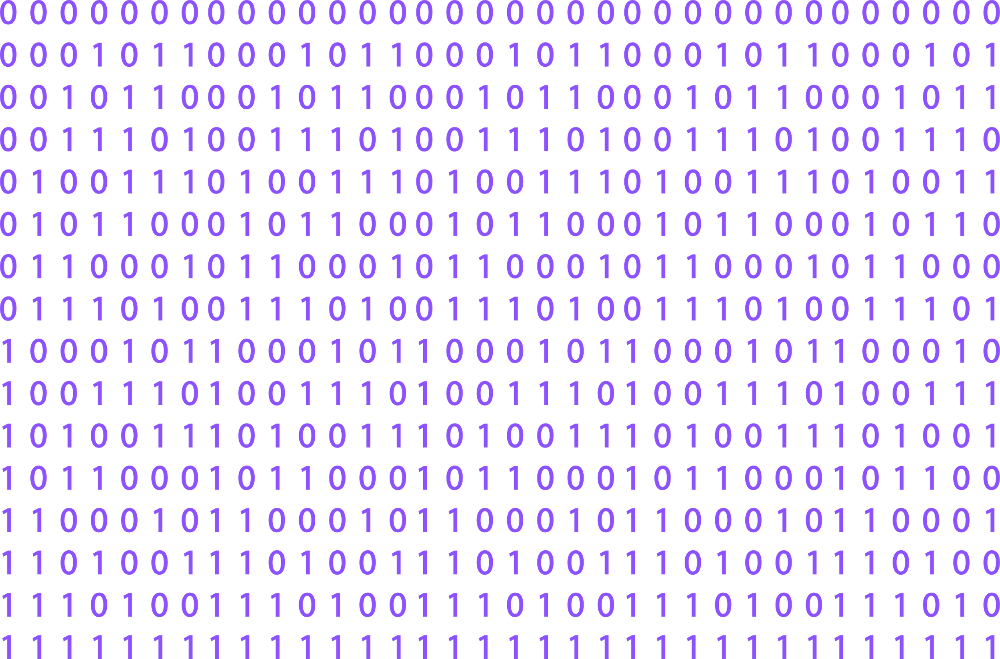 0 0 0 0 0 0 0 0 0 0 0 0 0 0 0 0 0 0 0 0 0 0 0 0 0 0 0 0 0 0 0 0 0 0
0 0 0 1 0 1 1 0 0 0 1 0 1 1 0 0 0 1 0 1 1 0 0 0 1 0 1 1 0 0 0 1 0 1
0 0 1 0 1 1 0 0 0 1 0 1 1 0 0 0 1 0 1 1 0 0 0 1 0 1 1 0 0 0 1 0 1 1
0 0 1 1 1 0 1 0 0 1 1 1 0 1 0 0 1 1 1 0 1 0 0 1 1 1 0 1 0 0 1 1 1 0
0 1 0 0 1 1 1 0 1 0 0 1 1 1 0 1 0 0 1 1 1 0 1 0 0 1 1 1 0 1 0 0 1 1
0 1 0 1 1 0 0 0 1 0 1 1 0 0 0 1 0 1 1 0 0 0 1 0 1 1 0 0 0 1 0 1 1 0
0 1 1 0 0 0 1 0 1 1 0 0 0 1 0 1 1 0 0 0 1 0 1 1 0 0 0 1 0 1 1 0 0 0
0 1 1 1 0 1 0 0 1 1 1 0 1 0 0 1 1 1 0 1 0 0 1 1 1 0 1 0 0 1 1 1 0 1
1 0 0 0 1 0 1 1 0 0 0 1 0 1 1 0 0 0 1 0 1 1 0 0 0 1 0 1 1 0 0 0 1 0
1 0 0 1 1 1 0 1 0 0 1 1 1 0 1 0 0 1 1 1 0 1 0 0 1 1 1 0 1 0 0 1 1 1
1 0 1 0 0 1 1 1 0 1 0 0 1 1 1 0 1 0 0 1 1 1 0 1 0 0 1 1 1 0 1 0 0 1
1 0 1 1 0 0 0 1 0 1 1 0 0 0 1 0 1 1 0 0 0 1 0 1 1 0 0 0 1 0 1 1 0 0
1 1 0 0 0 1 0 1 1 0 0 0 1 0 1 1 0 0 0 1 0 1 1 0 0 0 1 0 1 1 0 0 0 1
1 1 0 1 0 0 1 1 1 0 1 0 0 1 1 1 0 1 0 0 1 1 1 0 1 0 0 1 1 1 0 1 0 0
1 1 1 0 1 0 0 1 1 1 0 1 0 0 1 1 1 0 1 0 0 1 1 1 0 1 0 0 1 1 1 0 1 0
1 1 1 1 1 1 1 1 1 1 1 1 1 1 1 1 1 1 1 1 1 1 1 1 1 1 1 1 1 1 1 1 1 1